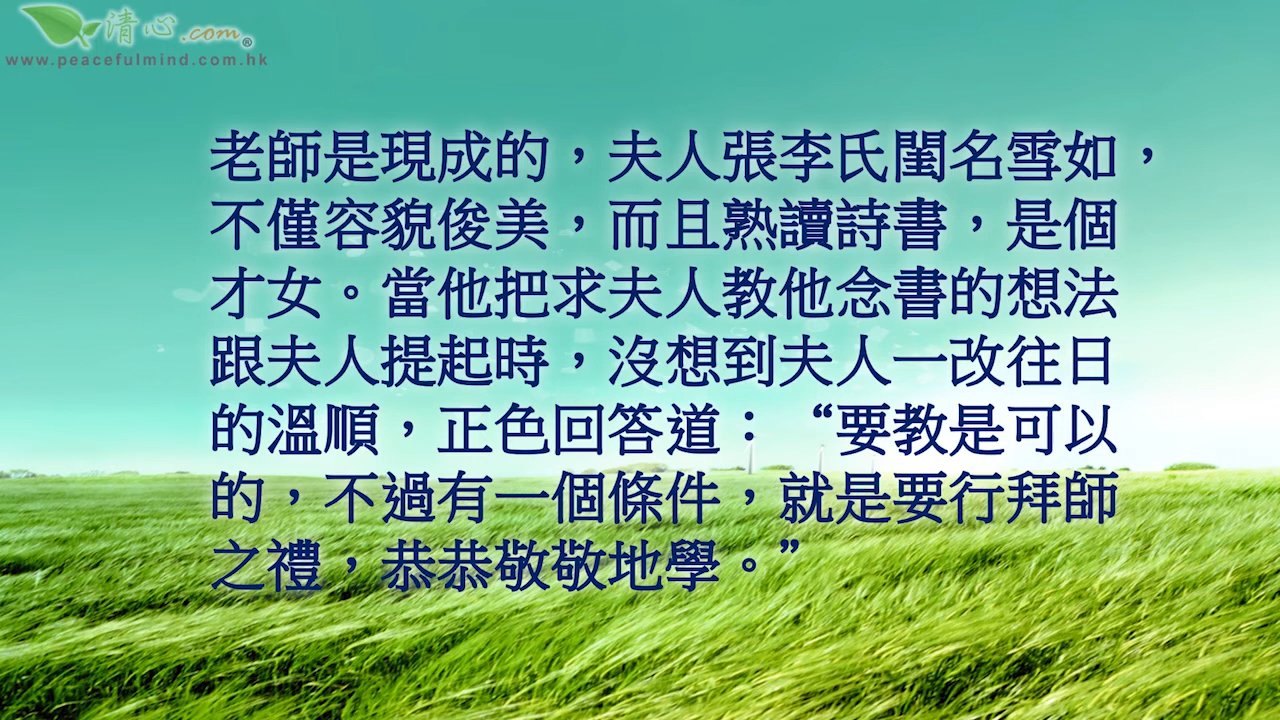 清心.com®
www.peacefulmind.com.hk
老師是現成的，夫人張李氏閨名雪如，
不僅容貌俊美，而且熟讀詩書，是個
才女。當他把求夫人教他念書的想法
跟夫人提起時，沒想到夫人一改往日
的溫順，正色回答道：“要教是可以
的，不過有一個條件，就是要行拜師
之禮，恭恭敬敬地學。”